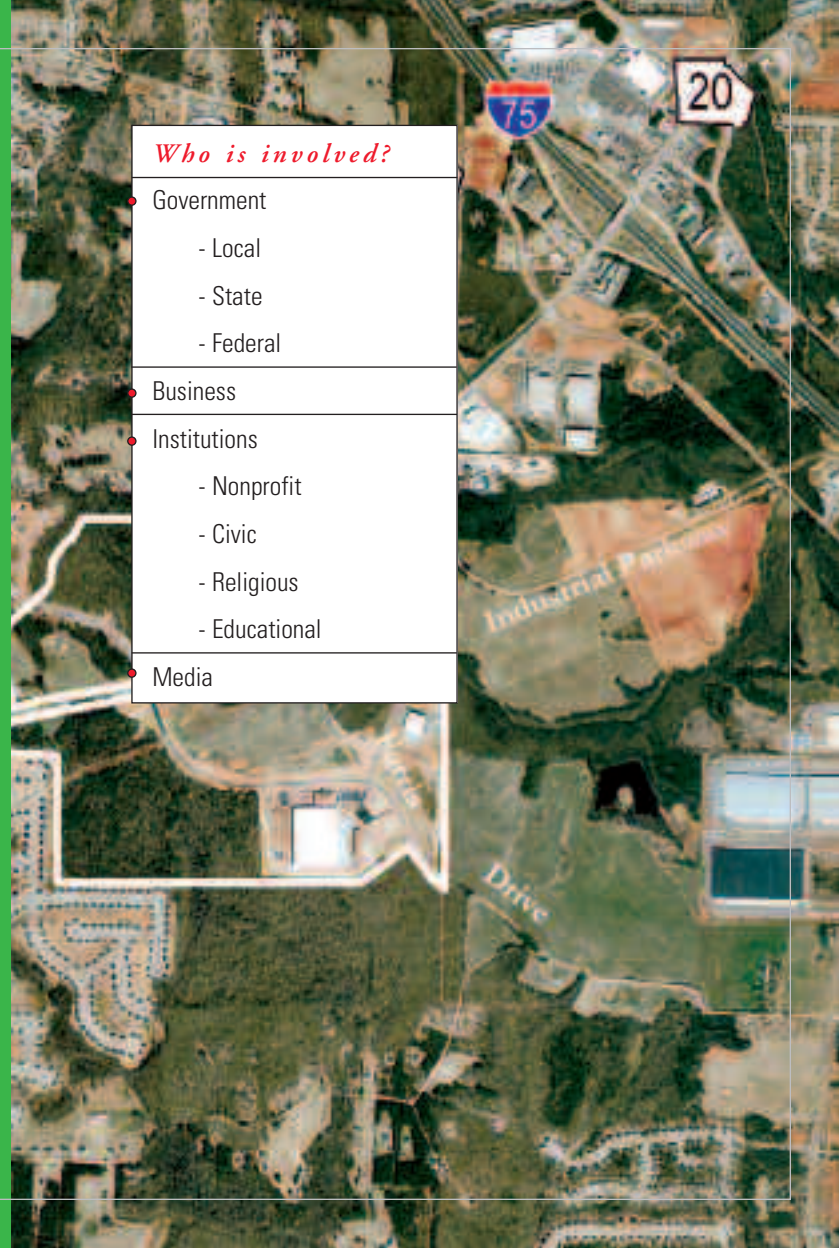 75
20
Who is involved?
Government
- Local
- State
- Federal
Business
Institutions
- Nonprofit
- Civic
- Religious
- Educational
Media
Industrial Parkway
Drive